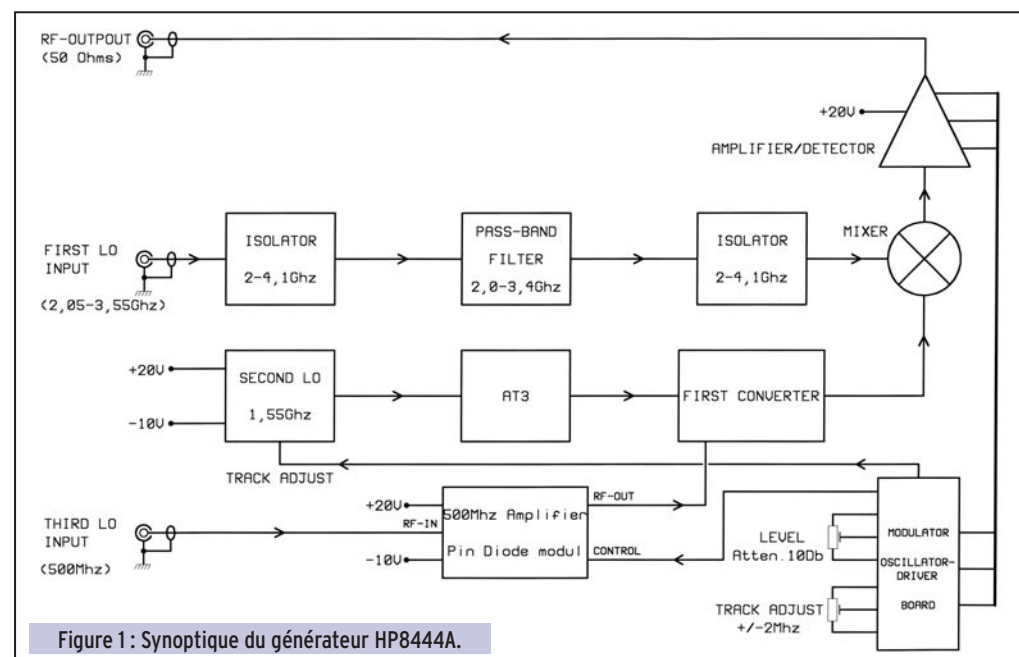 RF-OUTPOUT
(50 Ohms)
+20V
AMPLIFIER/DETECTOR
FIRST LO
INPUT
(2,05-3,55Ghz)
ISOLATOR
2-4,1Ghz
PASS-BAND
FILTER
2,0-3,4Ghz
ISOLATOR
2-4,1Ghz
MIXER
+20V
-10V
SECOND LO
1,55Ghz
AT3
FIRST CONVERTER
TRACK ADJUST
THIRD LO
INPUT
(500Mhz)
+20V
RF-IN
-10V
500Mhz Amplifier
Pin Diode modul
RF-OUT
CONTROL
LEVEL
Atten.10Db
TRACK ADJUST
+/-2Mhz
MODULATOR
OSCILLATOR-
DRIVER
BOARD
Figure 1 : Synoptique du générateur HP8444A.